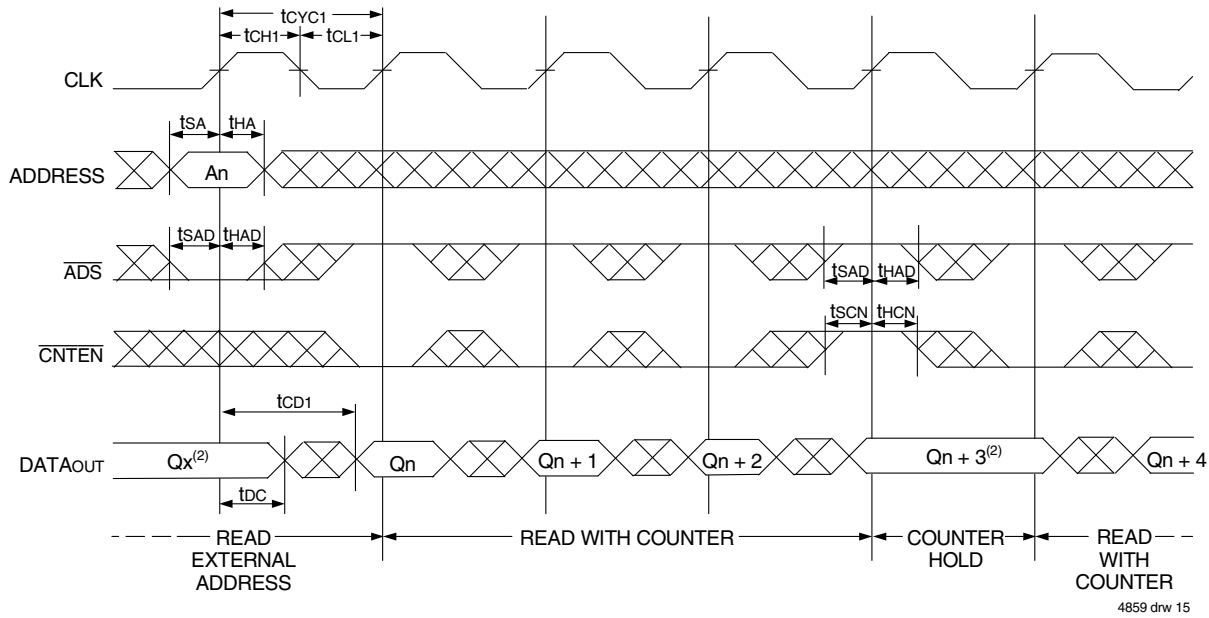 tCYC1
tCH1 tCL1
CLK
tSA tHA
ADDRESS An
tSAD tHAD
ADS
tSAD tHAD
tSCN tHCN
CNTEN
tCD1
DATAOUT Qx(2) Qn Qn + 1 Qn + 2 Qn + 3(2) Qn + 4
tDC
READ EXTERNAL ADDRESS
READ WITH COUNTER
COUNTER HOLD
READ WITH COUNTER
4859 drw 15